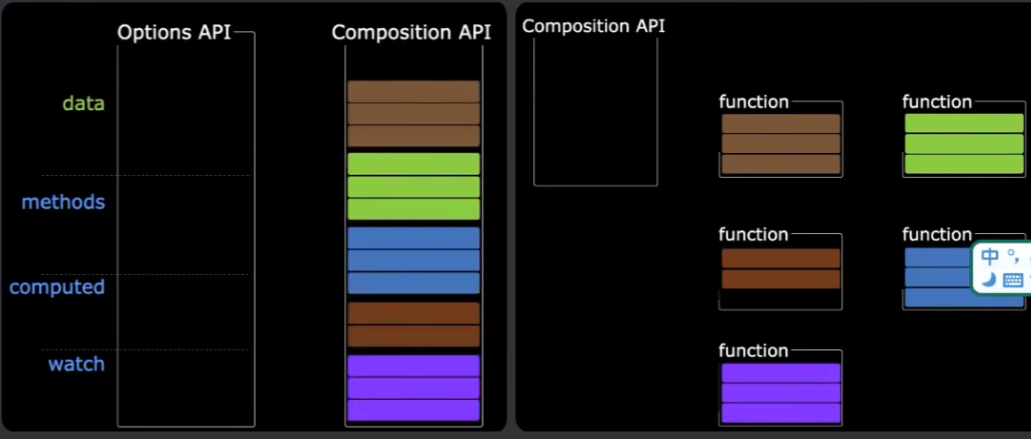 Options API
Composition API
data
methods
computed
watch
Composition API
function
function
function
function
function
中